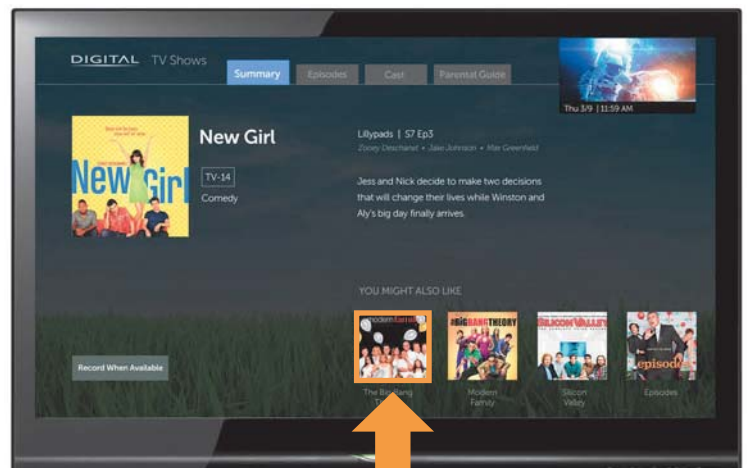 DIGITAL TV Shows
Summary Episodes Cast Parental Guide
Thu 3/9 | 11:59 AM
New Girl
New Girl
TV-14
Comedy
Lillypads | S7 Ep3
Zooey Deschanel • Jake Johnson • Max Greenfield
Jess and Nick decide to make two decisions
that will change their lives while Winston and
Aly's big day finally arrives.
YOU MIGHT ALSO LIKE
modern family
THE BIG BANG THEORY
SILICON VALLEY
episodes
Record When Available
The Big Bang
Modern
Family
Silicon
Valley
Episodes